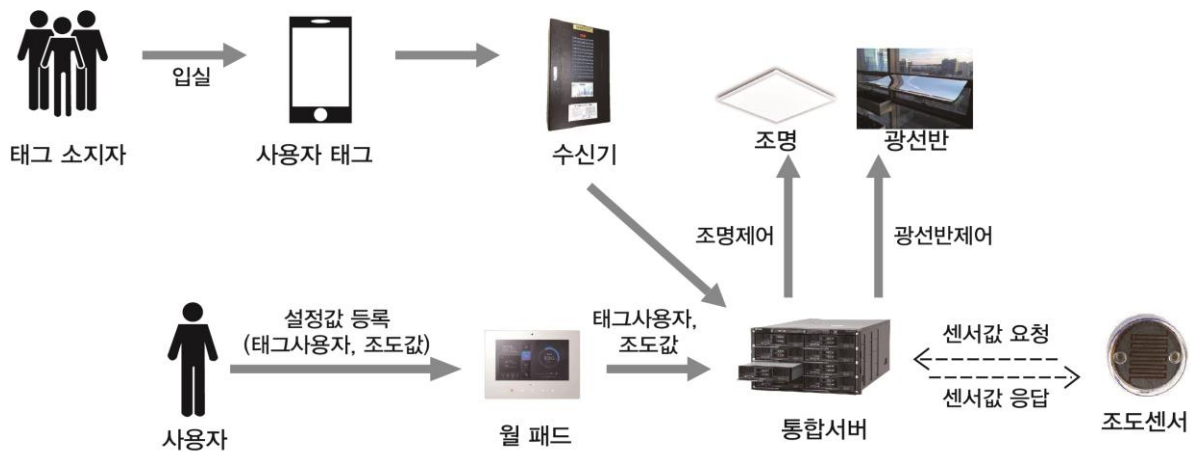 입실
태그 소지자
사용자 태그
수신기
조명
광선반
조명제어
광선반제어
설정값 등록
(태그사용자, 조도값)
태그사용자,
조도값
센서값 요청
센서값 응답
사용자
월 패드
통합서버
조도센서